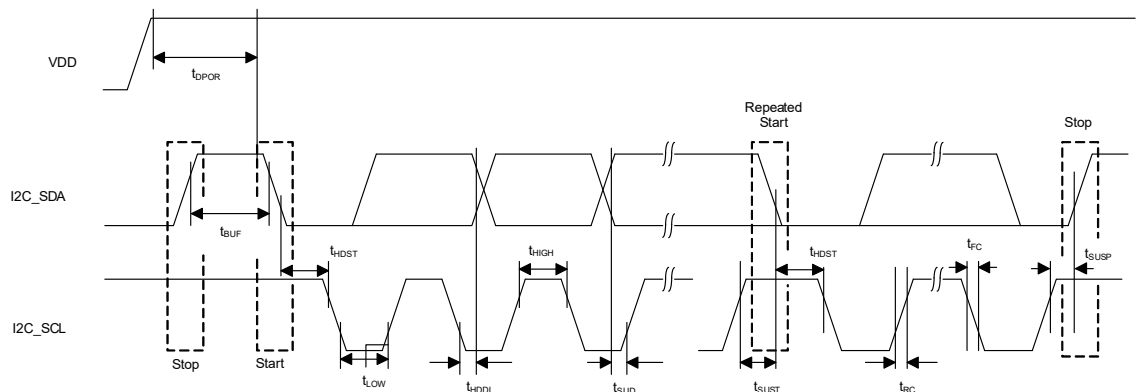 VDD
tDPOR
Repeated
Start
Stop
I2C_SDA
tBUF
tHDST
tHIGH
tHDST
tFC
tSUSP
I2C_SCL
Stop
Start
tLOW
tHDDI
tSUD
tSUST
tRC